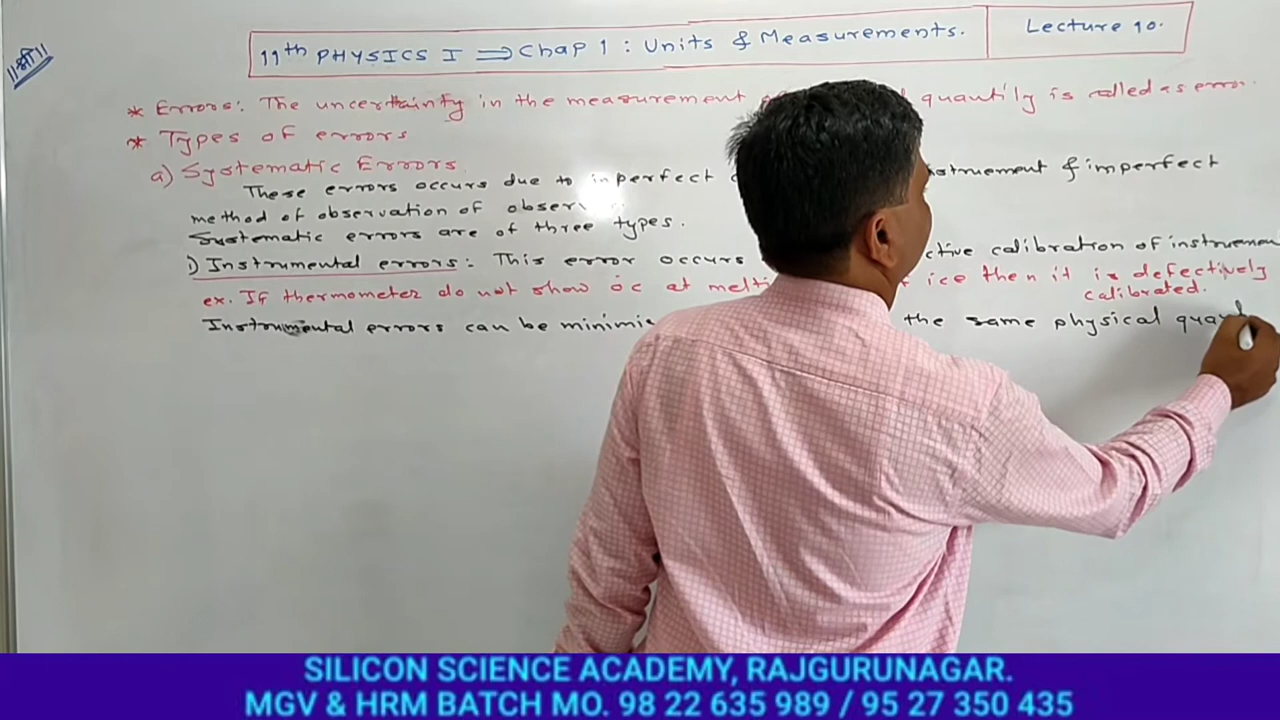 ॥श्री॥
11th PHYSICS I ⇒ Chap 1 : Units & Measurements.
Lecture 10.
* Errors: The uncertainty in the measurement quantity is called as error.
* Types of errors
a) Systematic Errors.
These errors occurs due to imperfect & imperfect
method of observation of
Systematic errors are of three types.
1) Instrumental errors: This error occurs calibration of
ex. If thermometer do not show 0c at ice then it is defectively
calibrated.
Instrumental errors can be the same physical
SILICON SCIENCE ACADEMY, RAJGURUNAGAR.
MGV & HRM BATCH MO. 98 22 635 989 / 95 27 350 435